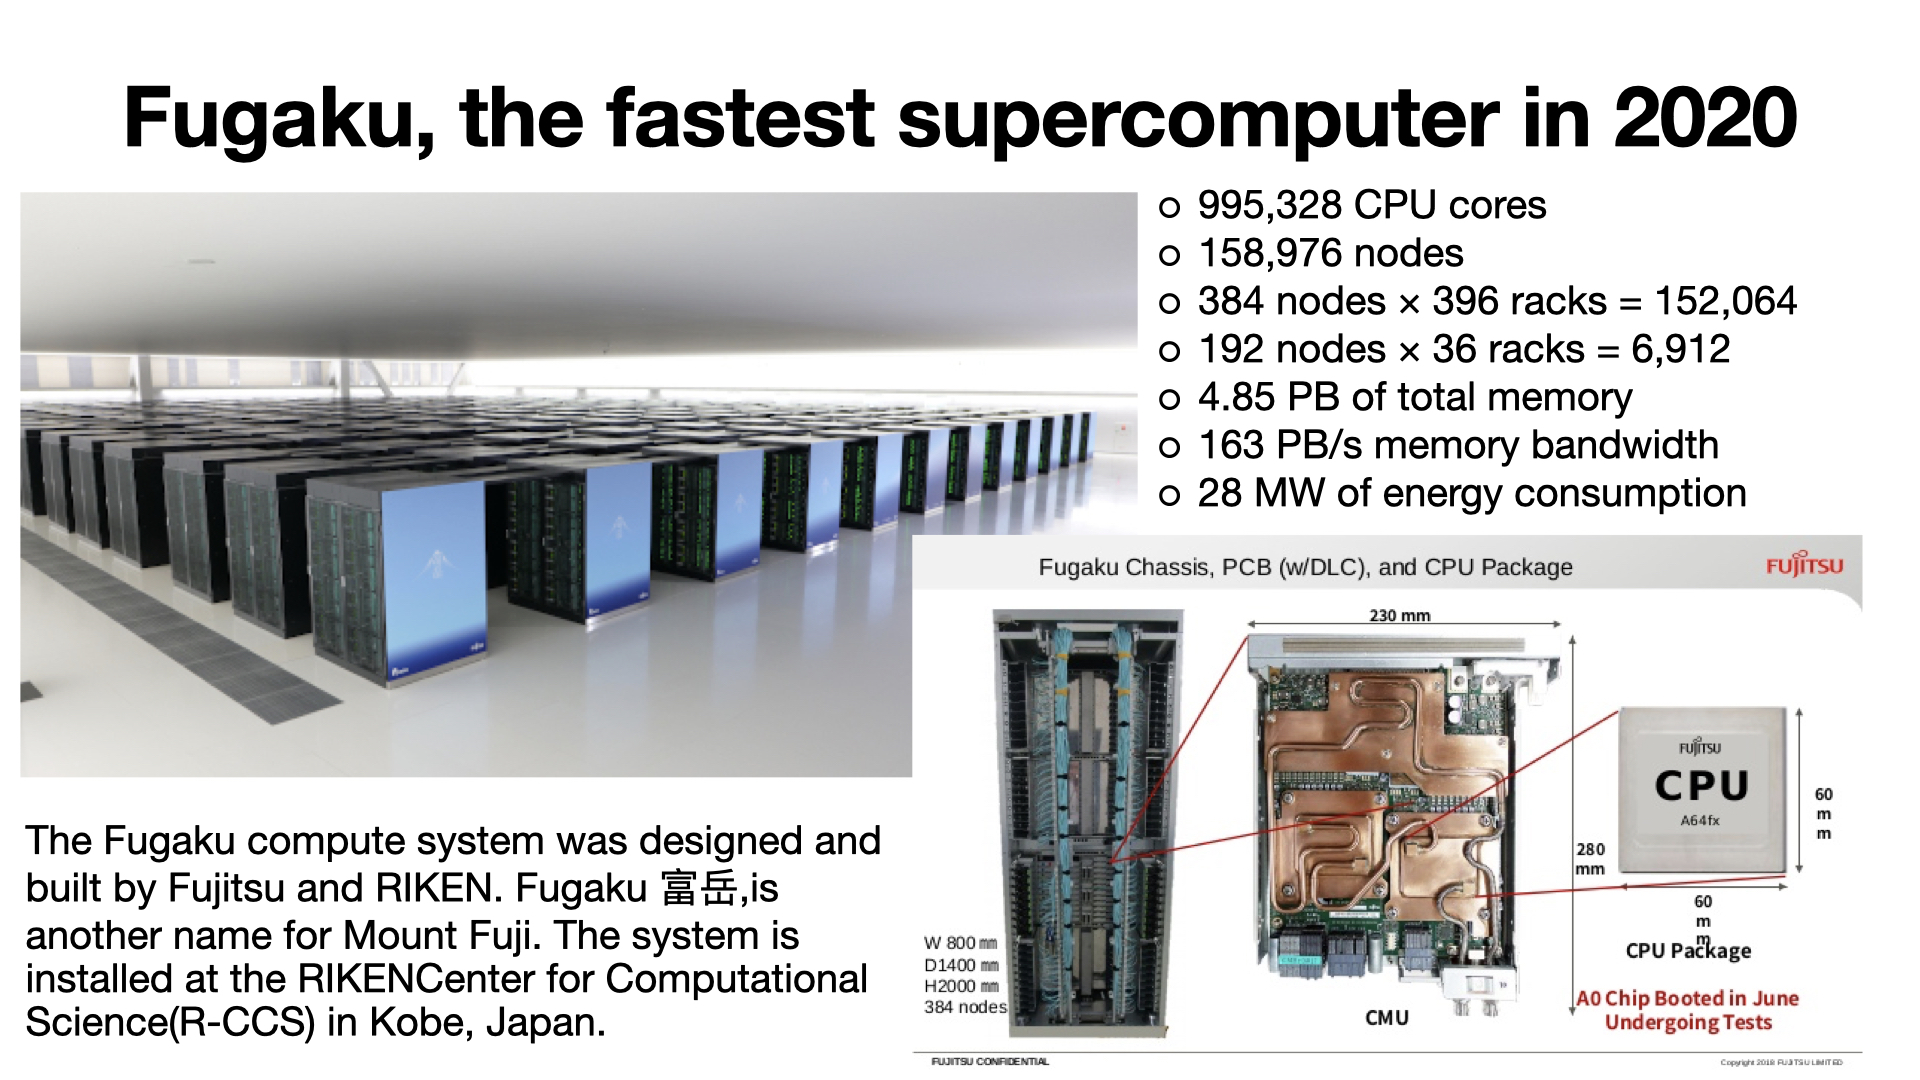 Fugaku, the fastest supercomputer in 2020
995,328 CPU cores
158,976 nodes
384 nodes × 396 racks = 152,064
192 nodes × 36 racks = 6,912
4.85 PB of total memory
163 PB/s memory bandwidth
28 MW of energy consumption
The Fugaku compute system was designed and
built by Fujitsu and RIKEN. Fugaku 富岳,is
another name for Mount Fuji. The system is
installed at the RIKENCenter for Computational
Science(R-CCS) in Kobe, Japan.
Fugaku Chassis, PCB (w/DLC), and CPU Package
FUJITSU
W 800 mm
D1400 mm
H2000 mm
384 nodes
230 mm
280
mm
CMU
FUJITSU
CPU
A64fx
60
m
m
60
m
m
CPU Package
A0 Chip Booted in June
Undergoing Tests
FUJITSU CONFIDENTIAL
Copyright 2018 FUJITSU LIMITED